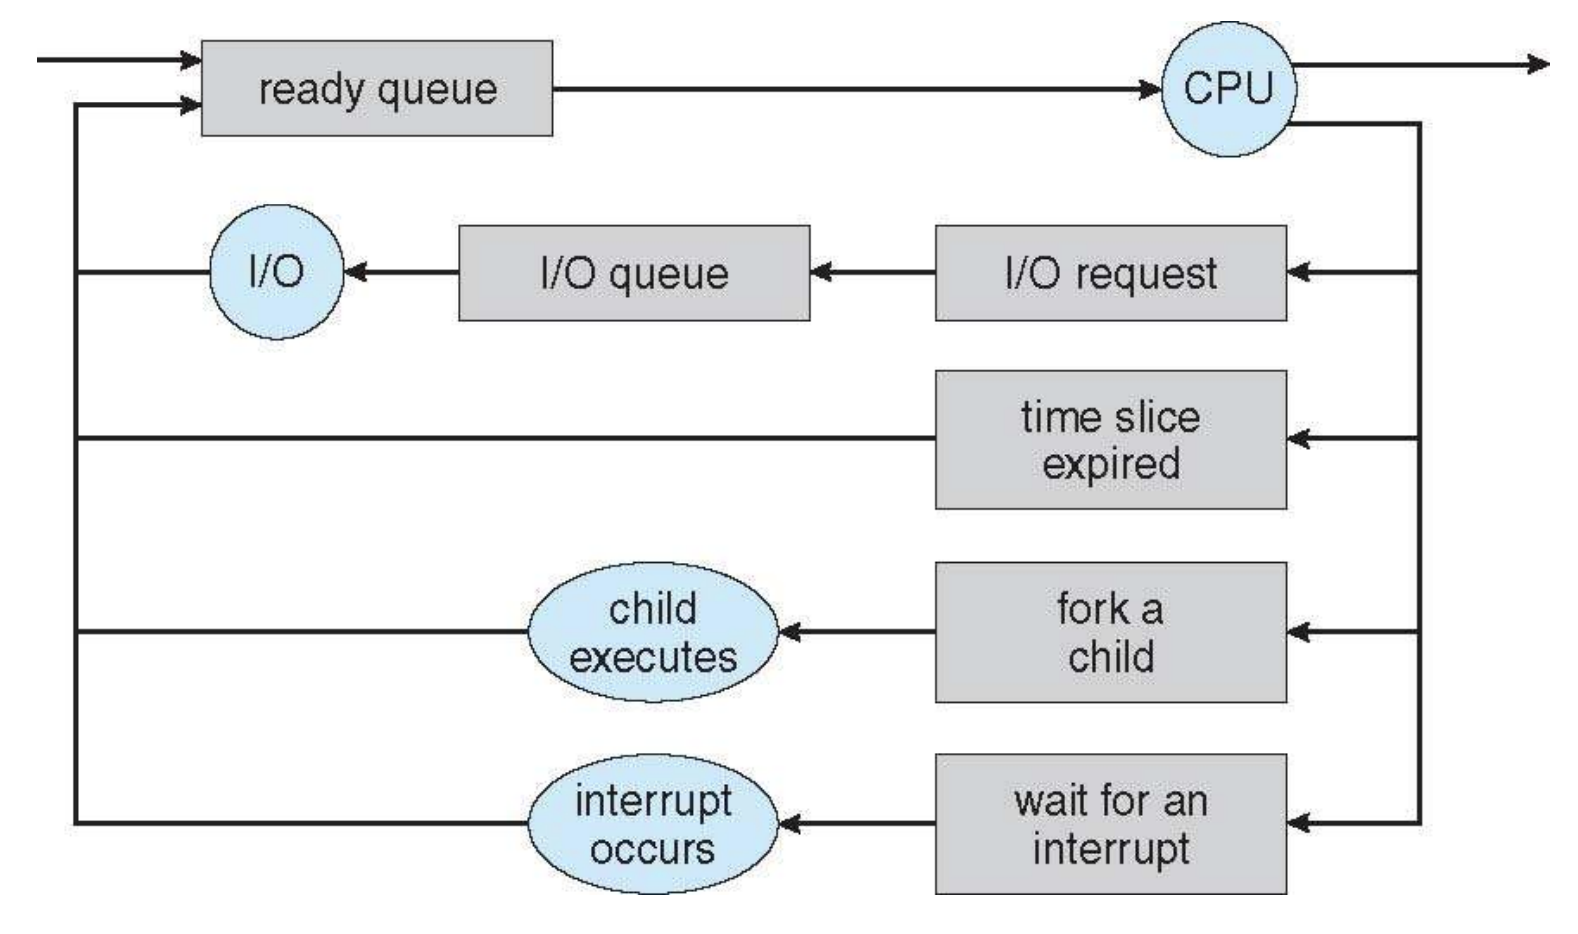 ready queue
CPU
I/O
I/O queue
I/O request
time slice
expired
child
executes
fork a
child
interrupt
occurs
wait for an
interrupt